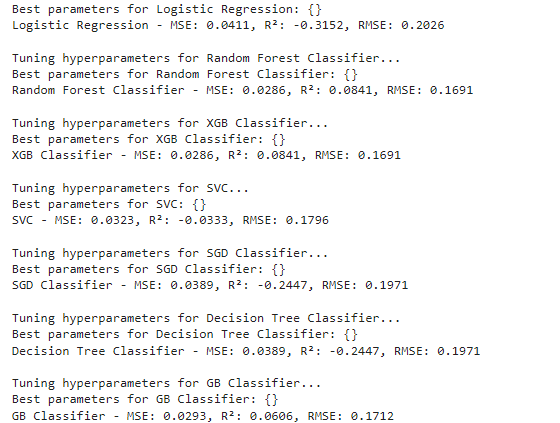 Best parameters for Logistic Regression: {}
Logistic Regression - MSE: 0.0411, R²: -0.3152, RMSE: 0.2026
Tuning hyperparameters for Random Forest Classifier...
Best parameters for Random Forest Classifier: {}
Random Forest Classifier - MSE: 0.0286, R²: 0.0841, RMSE: 0.1691
Tuning hyperparameters for XGB Classifier...
Best parameters for XGB Classifier: {}
XGB Classifier - MSE: 0.0286, R²: 0.0841, RMSE: 0.1691
Tuning hyperparameters for SVC...
Best parameters for SVC: {}
SVC - MSE: 0.0323, R²: -0.0333, RMSE: 0.1796
Tuning hyperparameters for SGD Classifier...
Best parameters for SGD Classifier: {}
SGD Classifier - MSE: 0.0389, R²: -0.2447, RMSE: 0.1971
Tuning hyperparameters for Decision Tree Classifier...
Best parameters for Decision Tree Classifier: {}
Decision Tree Classifier - MSE: 0.0389, R²: -0.2447, RMSE: 0.1971
Tuning hyperparameters for GB Classifier...
Best parameters for GB Classifier: {}
GB Classifier - MSE: 0.0293, R²: 0.0606, RMSE: 0.1712